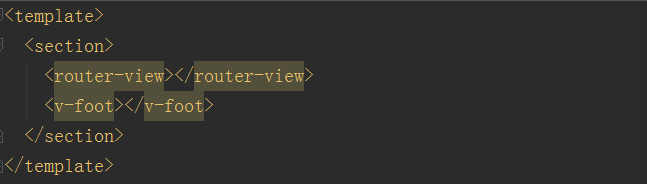 <template>
<section>
<router-view></router-view>
<v-foot></v-foot>
</section>
</template>